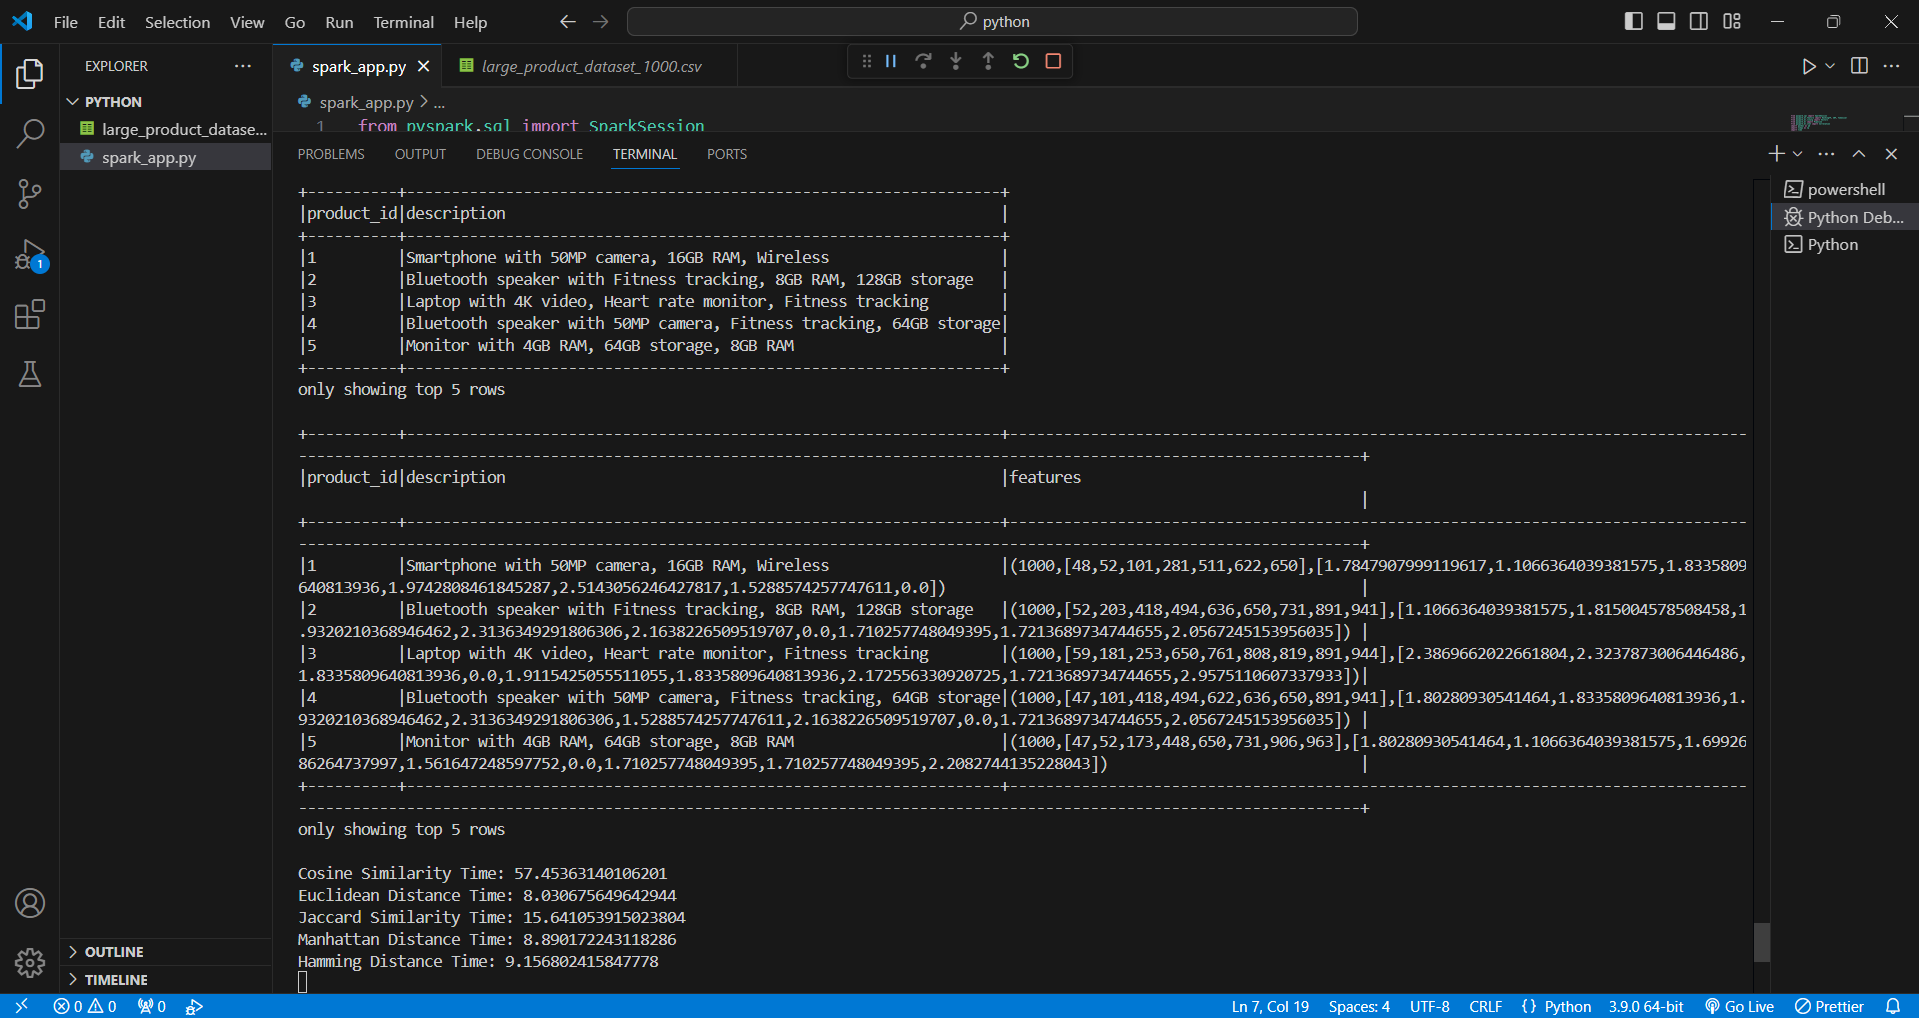 File Edit Selection View Go Run Terminal Help
python
EXPLORER
PYTHON
large_product_datase...
spark_app.py
1
OUTLINE
TIMELINE
spark_app.py
large_product_dataset_1000.csv
spark_app.py > ...
1 from pyspark.sql import SparkSession
PROBLEMS OUTPUT DEBUG CONSOLE TERMINAL PORTS
powershell
Python Deb...
Python
+----------+------------------------------------------------------------------+
|product_id|description |
+----------+------------------------------------------------------------------+
|1 |Smartphone with 50MP camera, 16GB RAM, Wireless |
|2 |Bluetooth speaker with Fitness tracking, 8GB RAM, 128GB storage |
|3 |Laptop with 4K video, Heart rate monitor, Fitness tracking |
|4 |Bluetooth speaker with 50MP camera, Fitness tracking, 64GB storage|
|5 |Monitor with 4GB RAM, 64GB storage, 8GB RAM |
+----------+------------------------------------------------------------------+
only showing top 5 rows
+----------+------------------------------------------------------------------+----------------------------------------------------------------------------------
----------------------------------------------------------------------------------------------------------------------+
|product_id|description |features
|
+----------+------------------------------------------------------------------+----------------------------------------------------------------------------------
----------------------------------------------------------------------------------------------------------------------+
|1 |Smartphone with 50MP camera, 16GB RAM, Wireless |(1000,[48,52,101,281,511,622,650],[1.7847907999119617,1.1066364039381575,1.8335809
640813936,1.9742808461845287,2.5143056246427817,1.5288574257747611,0.0]) |
|2 |Bluetooth speaker with Fitness tracking, 8GB RAM, 128GB storage |(1000,[52,203,418,494,636,650,731,891,941],[1.1066364039381575,1.815004578508458,1
.9320210368946462,2.3136349291806306,2.1638226509519707,0.0,1.710257748049395,1.7213689734744655,2.0567245153956035]) |
|3 |Laptop with 4K video, Heart rate monitor, Fitness tracking |(1000,[59,181,253,650,761,808,819,891,944],[2.3869662022661804,2.3237873006446486,
1.8335809640813936,0.0,1.9115425055511055,1.8335809640813936,2.172556330920725,1.7213689734744655,2.9575110607337933])|
|4 |Bluetooth speaker with 50MP camera, Fitness tracking, 64GB storage|(1000,[47,101,418,494,622,636,650,891,941],[1.80280930541464,1.8335809640813936,1.
9320210368946462,2.3136349291806306,1.5288574257747611,2.1638226509519707,0.0,1.7213689734744655,2.0567245153956035]) |
|5 |Monitor with 4GB RAM, 64GB storage, 8GB RAM |(1000,[47,52,173,448,650,731,906,963],[1.80280930541464,1.1066364039381575,1.69926
86264737997,1.561647248597752,0.0,1.710257748049395,1.710257748049395,2.2082744135228043]) |
+----------+------------------------------------------------------------------+----------------------------------------------------------------------------------
----------------------------------------------------------------------------------------------------------------------+
only showing top 5 rows
Cosine Similarity Time: 57.45363140106201
Euclidean Distance Time: 8.030675649642944
Jaccard Similarity Time: 15.641053915023804
Manhattan Distance Time: 8.890172243118286
Hamming Distance Time: 9.156802415847778
0 0 0
Ln 7, Col 19 Spaces: 4 UTF-8 CRLF {} Python 3.9.0 64-bit Go Live Prettier